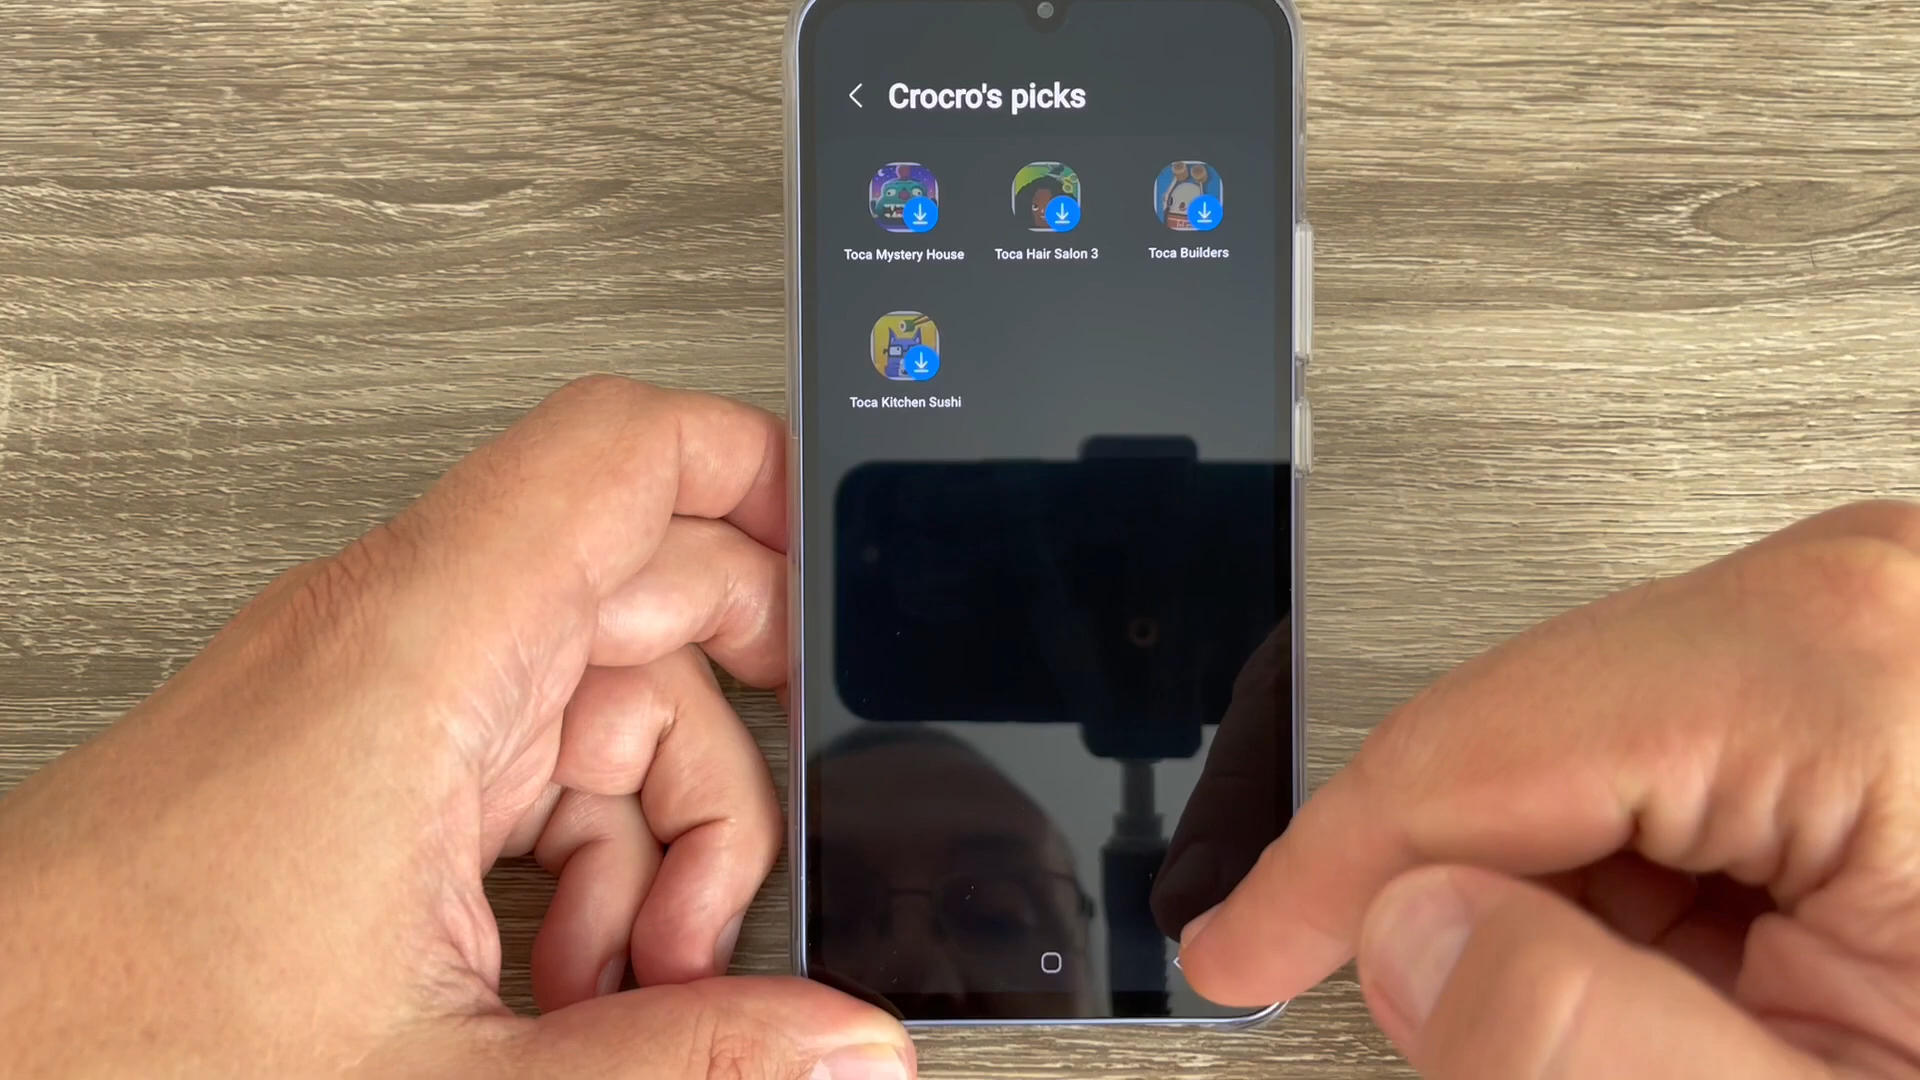 Crocro's picks
Toca Mystery House
Toca Hair Salon 3
Toca Builders
Toca Kitchen Sushi